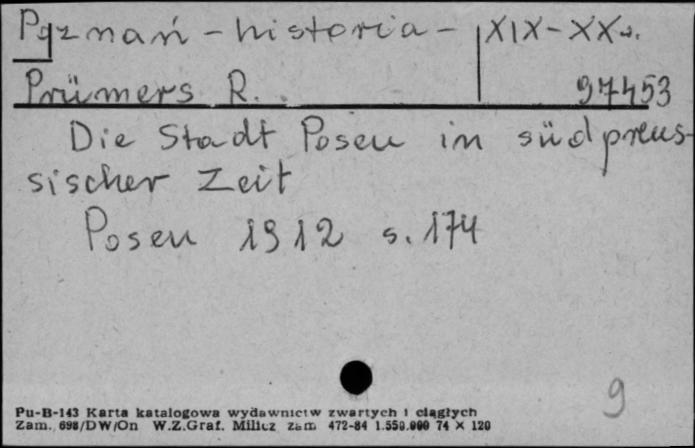 Poznań - historia - XIX-XX w.
Prümers R. 97453
Die Stadt Posen in südpreus-
sischer Zeit
Posen 1912 s. 174
9
Pu-B-143 Karta katalogowa wydawnictw zwartych i ciągłych
Zam. 698/DW/On W.Z.Graf. Milicz zam 472-84 1.550.000 74 × 120